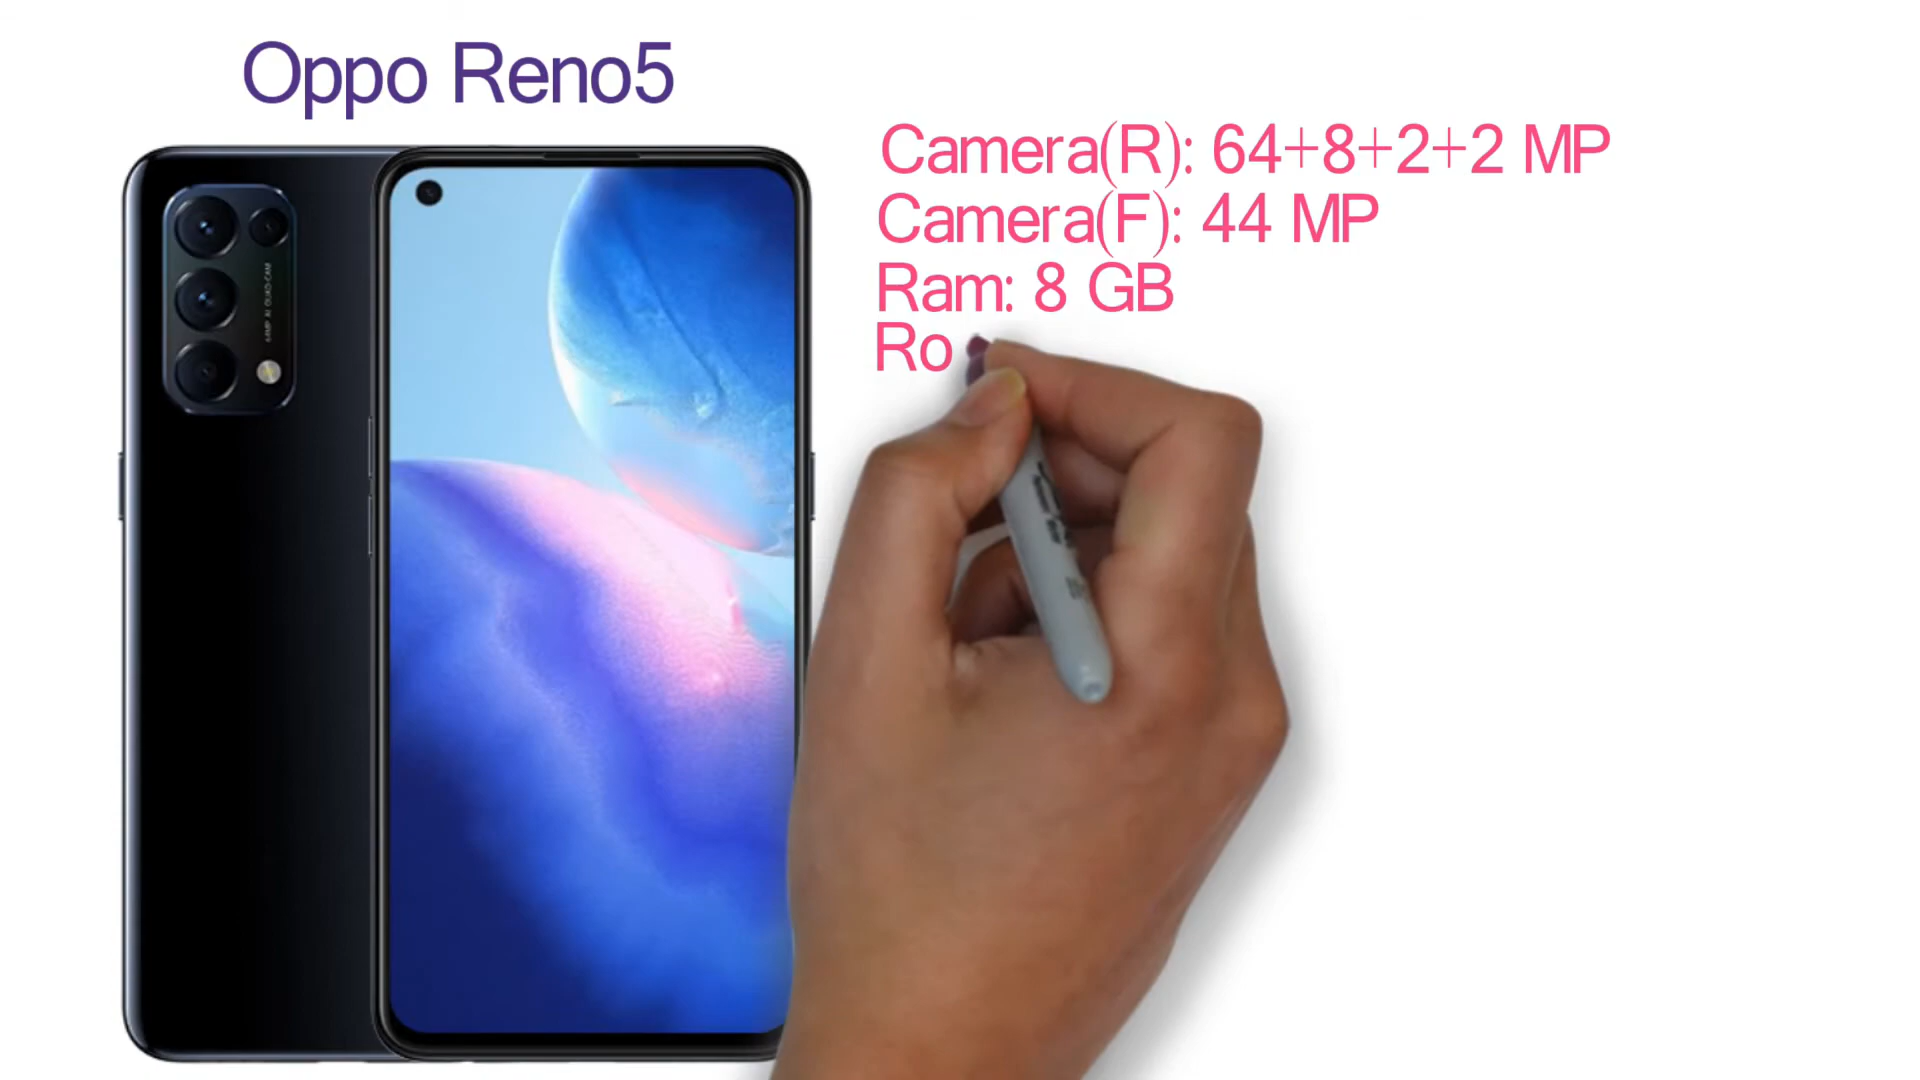 Oppo Reno5
Camera(R): 64+8+2+2 MP
Camera(F): 44 MP
Ram: 8 GB
Ro